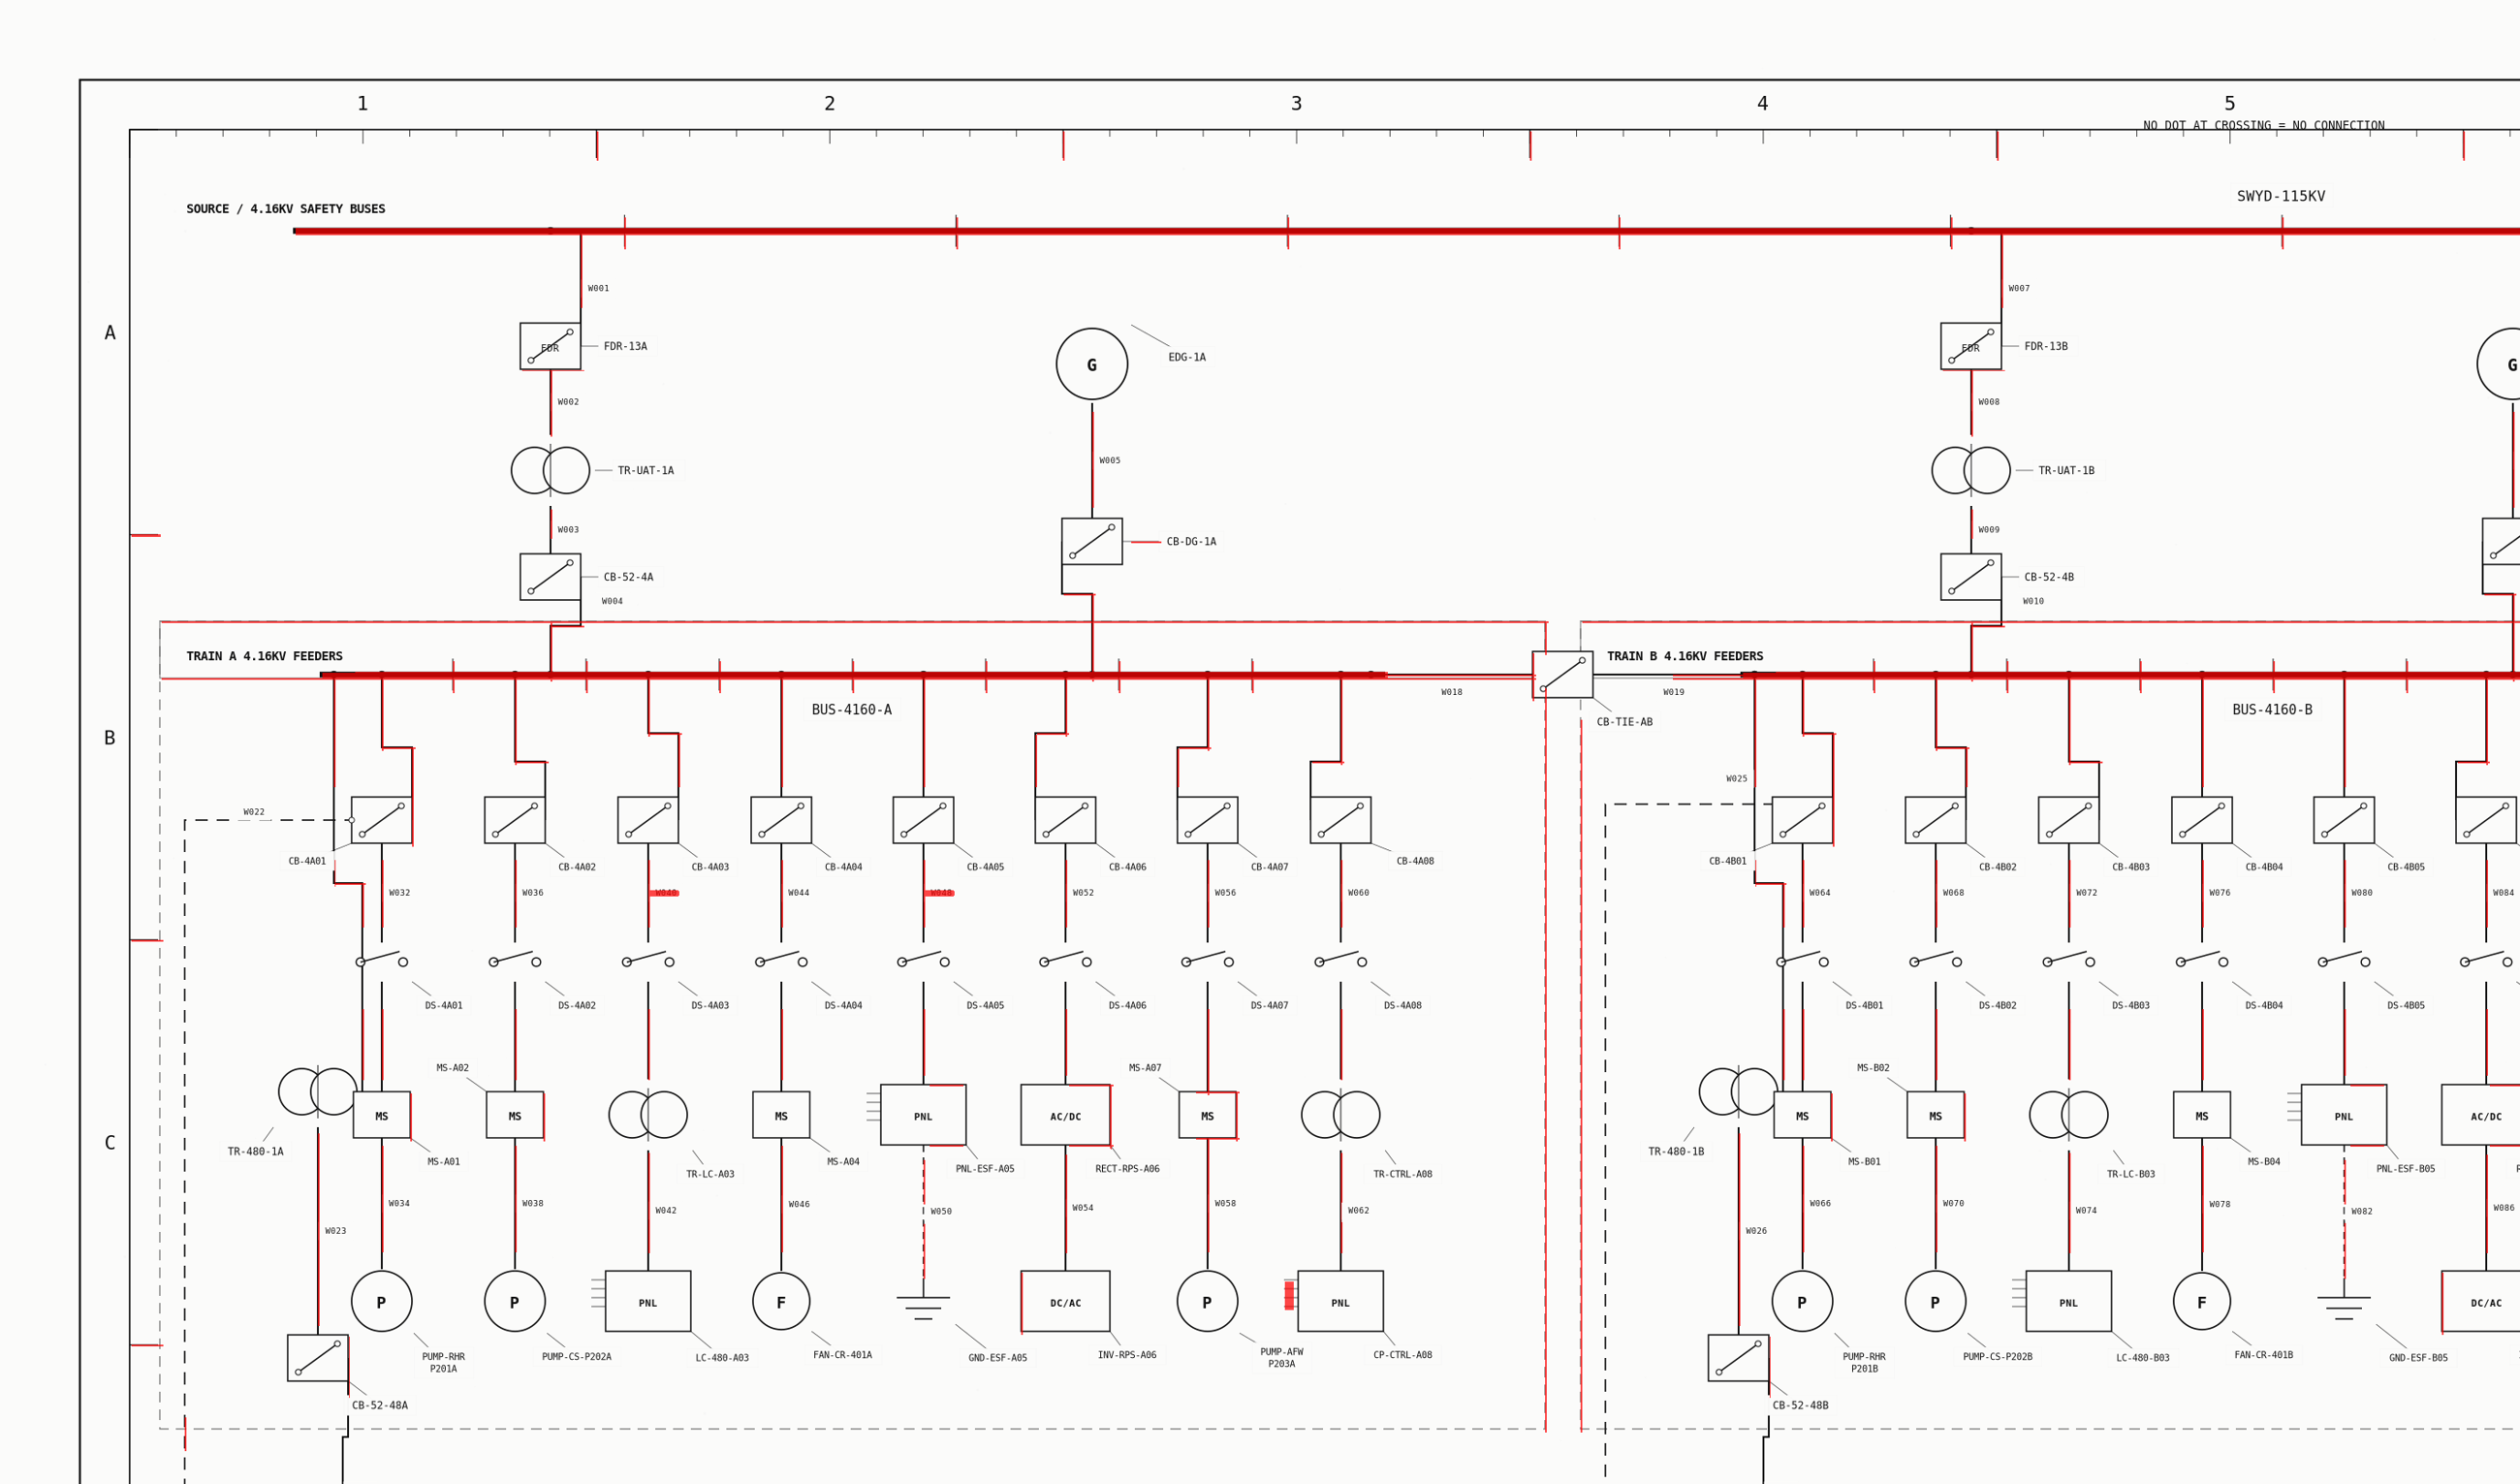 1 2 3 4 5
NO DOT AT CROSSING = NO CONNECTION
SWYD-115KV
SOURCE / 4.16KV SAFETY BUSES
W001 W007
A
FDR FDR-13A EDG-1A FDR FDR-13B
G G
W002 W008
W005
TR-UAT-1A TR-UAT-1B
W003 W009
CB-DG-1A
CB-52-4A CB-52-4B
W004 W010
TRAIN A 4.16KV FEEDERS TRAIN B 4.16KV FEEDERS
W018 W019
BUS-4160-A BUS-4160-B
CB-TIE-AB
B
W025
W022
CB-4A01 CB-4A02 CB-4A03 CB-4A04 CB-4A05 CB-4A06 CB-4A07 CB-4A08 CB-4B01 CB-4B02 CB-4B03 CB-4B04 CB-4B05
W032 W036 W040 W044 W048 W052 W056 W060 W064 W068 W072 W076 W080 W084
DS-4A01 DS-4A02 DS-4A03 DS-4A04 DS-4A05 DS-4A06 DS-4A07 DS-4A08 DS-4B01 DS-4B02 DS-4B03 DS-4B04 DS-4B05
MS-A02 MS-A07 MS-B02
MS MS MS PNL AC/DC MS MS MS MS PNL AC/DC
C
TR-480-1A TR-480-1B
MS-A01 MS-A04 MS-B01 MS-B04
TR-LC-A03 PNL-ESF-A05 RECT-RPS-A06 TR-CTRL-A08 TR-LC-B03 PNL-ESF-B05
W034 W038 W042 W046 W050 W054 W058 W062 W066 W070 W074 W078 W082 W086
W023 W026
P P PNL F DC/AC P PNL P P PNL F DC/AC
PUMP-RHR
P201A
PUMP-CS-P202A LC-480-A03 FAN-CR-401A GND-ESF-A05 INV-RPS-A06
PUMP-AFW
P203A
CP-CTRL-A08
PUMP-RHR
P201B
PUMP-CS-P202B LC-480-B03 FAN-CR-401B GND-ESF-B05
CB-52-48A CB-52-48B